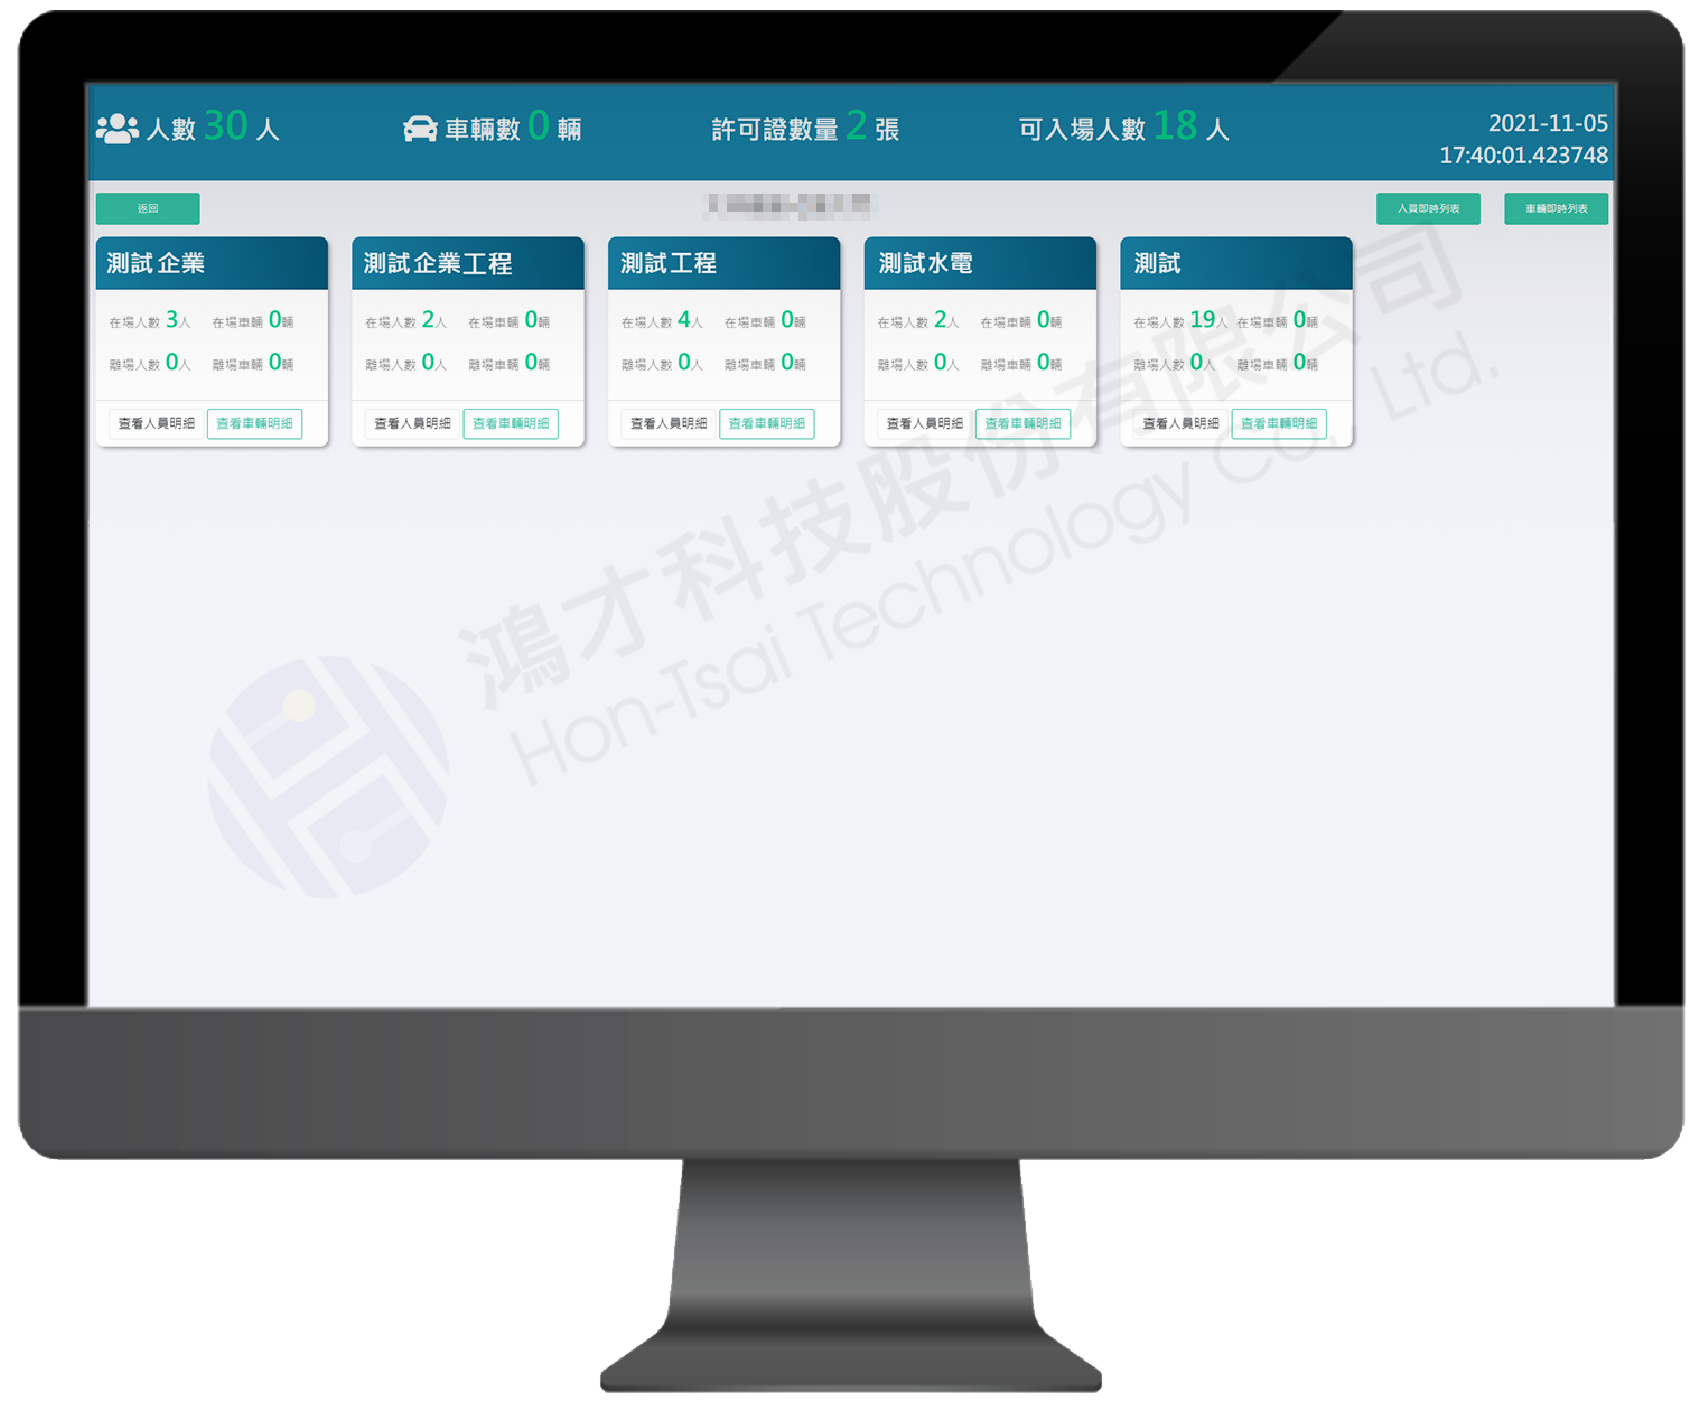 人數 30 人 車輛數 0 輛 許可證數量 2 張 可入場人數 18 人
2021-11-05
17:40:01.423748
返回 人員即時列表 車輛即時列表
測試企業
在場人數 3人 在場車輛 0輛
離場人數 0人 離場車輛 0輛
查看人員明細 查看車輛明細
測試企業工程
在場人數 2人 在場車輛 0輛
離場人數 0人 離場車輛 0輛
查看人員明細 查看車輛明細
測試工程
在場人數 4人 在場車輛 0輛
離場人數 0人 離場車輛 0輛
查看人員明細 查看車輛明細
測試水電
在場人數 2人 在場車輛 0輛
離場人數 0人 離場車輛 0輛
查看人員明細 查看車輛明細
測試
在場人數 19人 在場車輛 0輛
離場人數 0人 離場車輛 0輛
查看人員明細 查看車輛明細
鴻才科技股份有限公司
Hon-Tsai Technology Co., Ltd.